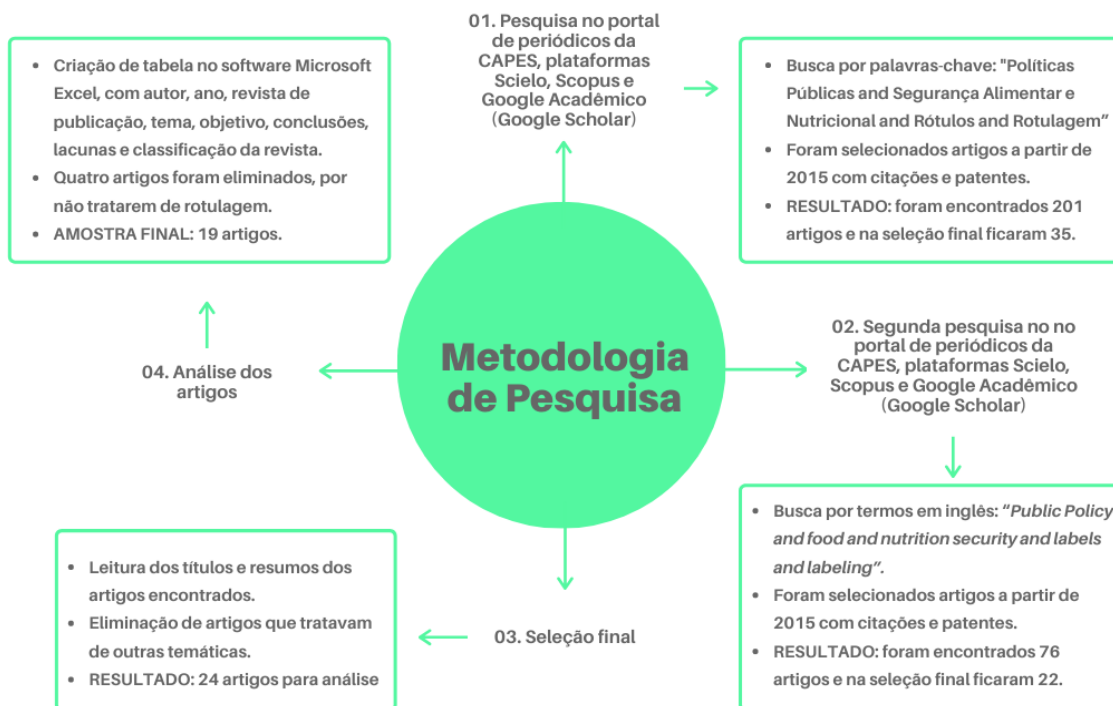 Metodologia
de Pesquisa
01. Pesquisa no portal
de periódicos da
CAPES, plataformas
Scielo, Scopus e
Google Acadêmico
(Google Scholar)
• Busca por palavras-chave: "Políticas
Públicas and Segurança Alimentar e
Nutricional and Rótulos and Rotulagem”
• Foram selecionados artigos a partir de
2015 com citações e patentes.
• RESULTADO: foram encontrados 201
artigos e na seleção final ficaram 35.
02. Segunda pesquisa no no
portal de periódicos da
CAPES, plataformas Scielo,
Scopus e Google Acadêmico
(Google Scholar)
• Busca por termos em inglês: “Public Policy
and food and nutrition security and labels
and labeling”.
• Foram selecionados artigos a partir de
2015 com citações e patentes.
• RESULTADO: foram encontrados 76
artigos e na seleção final ficaram 22.
03. Seleção final
• Leitura dos títulos e resumos dos
artigos encontrados.
• Eliminação de artigos que tratavam
de outras temáticas.
• RESULTADO: 24 artigos para análise
04. Análise dos
artigos
• Criação de tabela no software Microsoft
Excel, com autor, ano, revista de
publicação, tema, objetivo, conclusões,
lacunas e classificação da revista.
• Quatro artigos foram eliminados, por
não tratarem de rotulagem.
• AMOSTRA FINAL: 19 artigos.